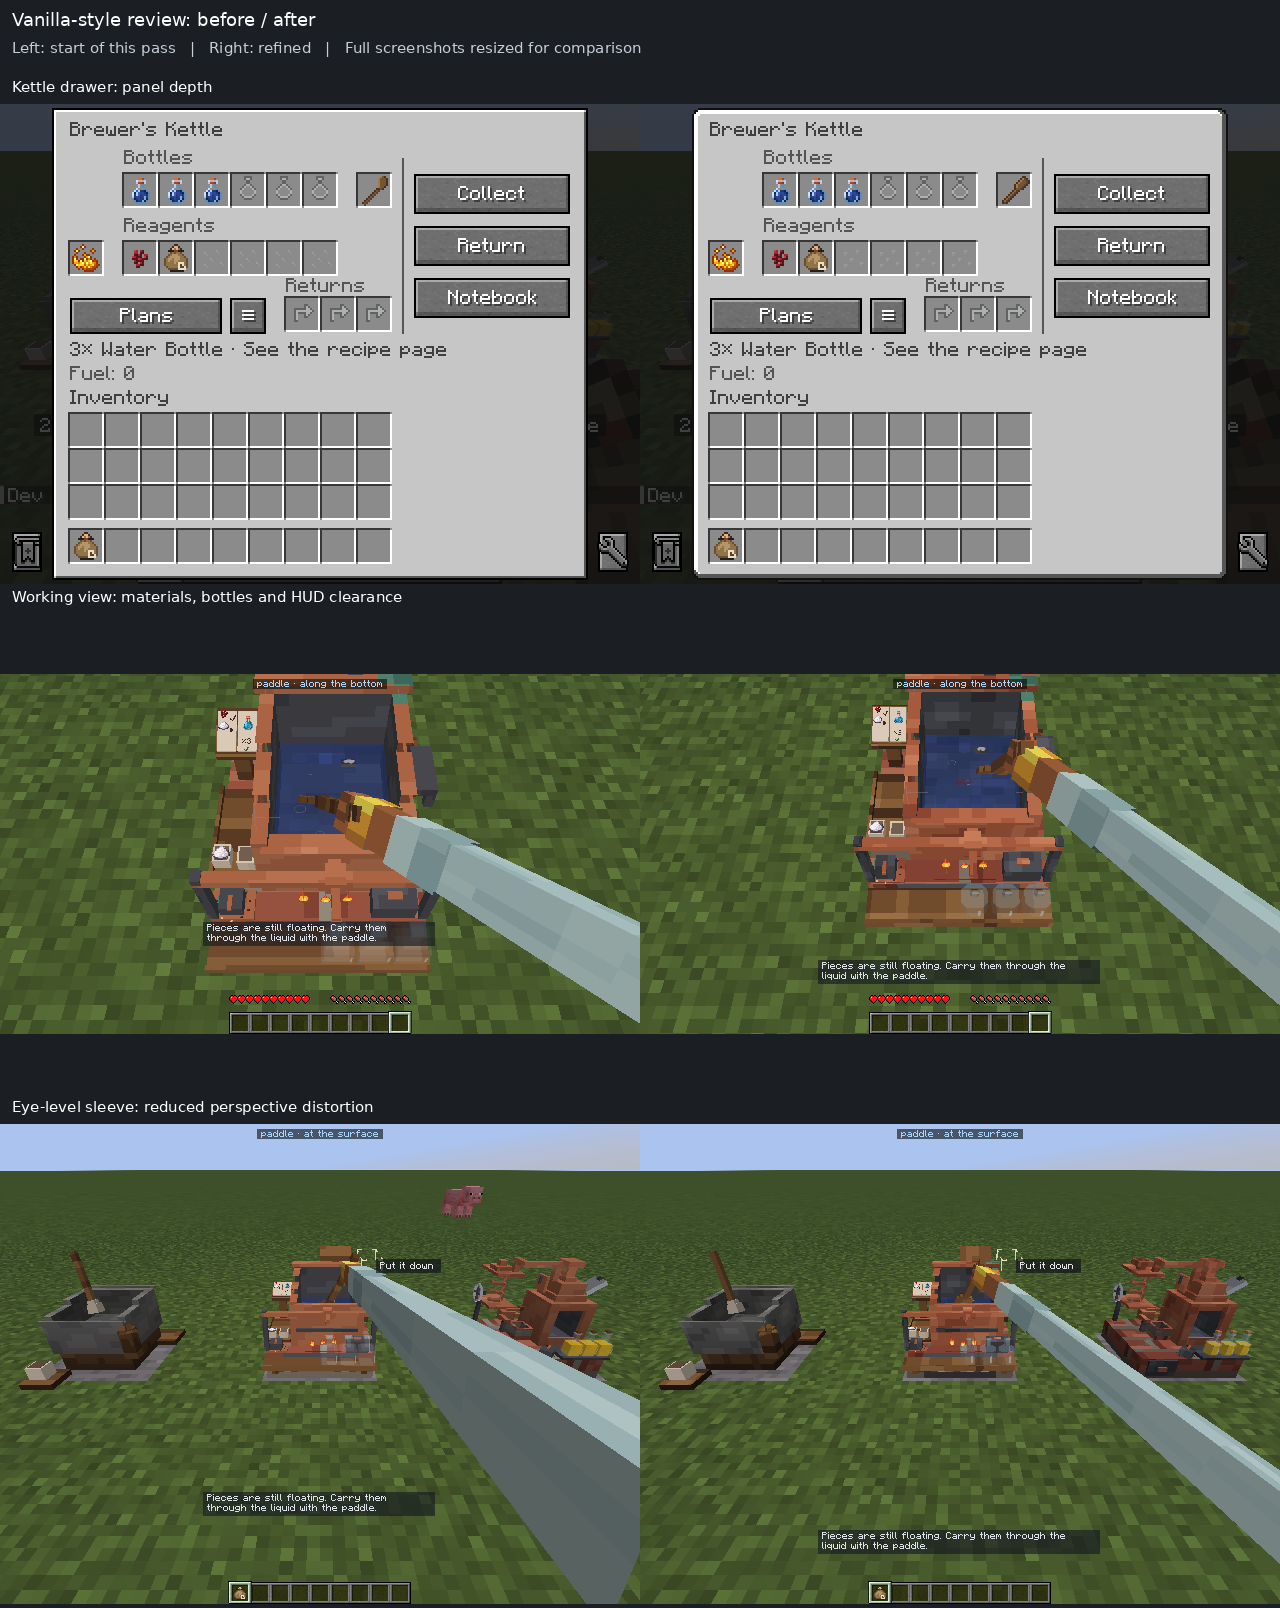 Vanilla-style review: before / after
Left: start of this pass | Right: refined | Full screenshots resized for comparison
Kettle drawer: panel depth
Brewer's Kettle
Bottles
Collect
Reagents
Return
Returns
Notebook
Plans
3× Water Bottle · See the recipe page
Fuel: 0
Inventory
2
e
Dev
Brewer's Kettle
Bottles
Collect
Reagents
Return
Returns
Notebook
Plans
3× Water Bottle · See the recipe page
Fuel: 0
Inventory
2
e
Dev
Working view: materials, bottles and HUD clearance
paddle · along the bottom
×3
Pieces are still floating. Carry them
through the liquid with the paddle.
paddle · along the bottom
×3
Pieces are still floating. Carry them through the
liquid with the paddle.
Eye-level sleeve: reduced perspective distortion
paddle · at the surface
Put it down
Pieces are still floating. Carry them
through the liquid with the paddle.
paddle · at the surface
Put it down
Pieces are still floating. Carry them through the
liquid with the paddle.